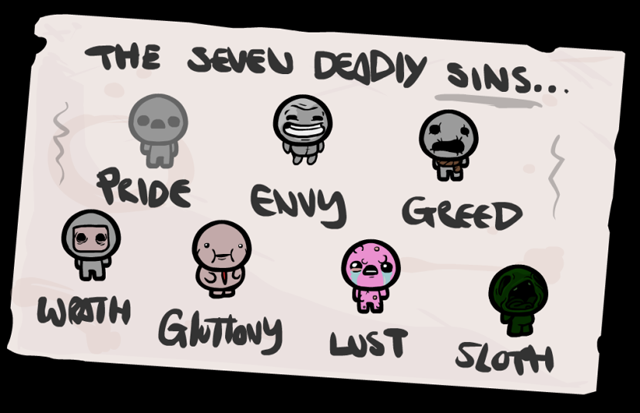 THE SEVEN DEADLY SINS...
PRIDE ENVY GREED
WRATH Gluttony LUST SLOTH